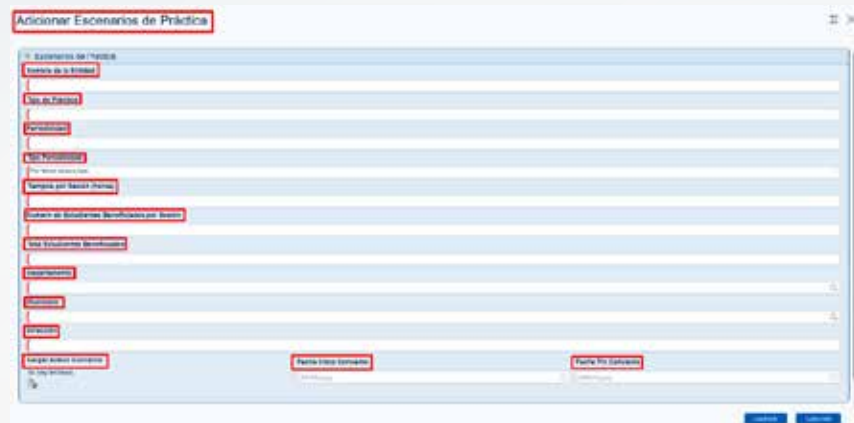 Adicionar Escenarios de Práctica
Escenarios de Práctica
Nombre de la Entidad
Tipo de Práctica
Periodicidad
Tipo Periodicidad
Tiempo por Sesión (horas)
Número de Estudiantes Beneficiados por Sesión
Total Estudiantes Beneficiados
Departamento
Municipio
Dirección
Cargar Anexo Convenio
Fecha Inicio Convenio
Fecha Fin Convenio